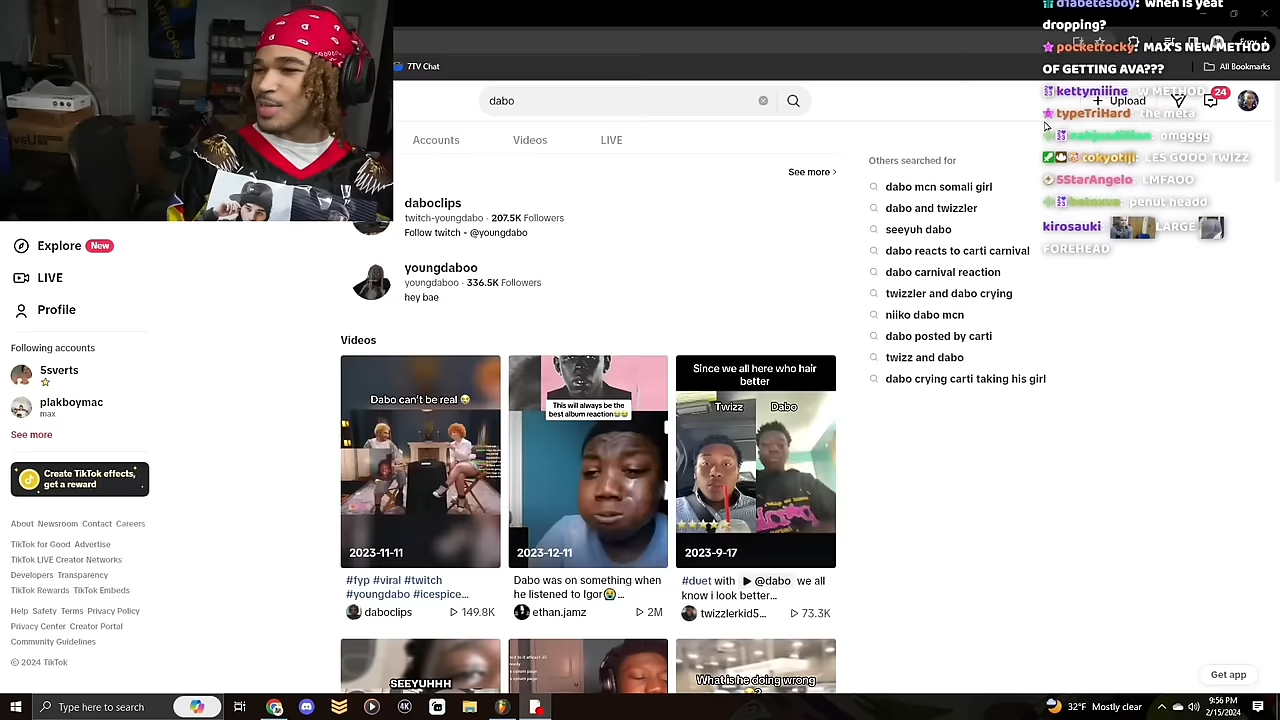 7TV Chat
All Bookmarks
dabo
Upload
24
Accounts
Videos
LIVE
See more ›
daboclips
twitch-youngdabo · 207.5K Followers
Follow twitch - @youngdabo
youngdaboo
youngdaboo · 336.5K Followers
hey bae
Others searched for
dabo mcn somali girl
dabo and twizzler
seeyuh dabo
dabo reacts to carti carnival
dabo carnival reaction
twizzler and dabo crying
niiko dabo mcn
dabo posted by carti
twizz and dabo
dabo crying carti taking his girl
d1abetesboy: when is yeat
dropping?
pocketrocky: MAX'S NEW METHOD
OF GETTING AVA???
kettymiiine W METHOD
typeTriHard: the meta
omgggg
cokyotiji: LES GOOO TWIZZ
5StarAngelo: LMFAOO
penut headd
kirosauki LARGE
FOREHEAD
Explore New
LIVE
Profile
Following accounts
5sverts
plakboymac
max
See more
Create TikTok effects,
get a reward
About Newsroom Contact Careers
TikTok for Good Advertise
TikTok LIVE Creator Networks
Developers Transparency
TikTok Rewards TikTok Embeds
Help Safety Terms Privacy Policy
Privacy Center Creator Portal
Community Guidelines
© 2024 TikTok
Videos
Dabo can't be real 😭
2023-11-11
#fyp #viral #twitch
#youngdabo #icespice...
daboclips 149.8K
This will always be the
best album reaction😭😭
2023-12-11
Dabo was on something when
he listened to Igor😭...
ethan.jamz 2M
Since we all here who hair
better
Twizz Dabo
2023-9-17
#duet with ▶ @dabo we all
know i look better...
twizzlerkid5... 73.3K
SEEYUHHH
What is he doing wrong
Get app
Type here to search
4K
32°F Mostly clear
9:56 PM
2/15/2024